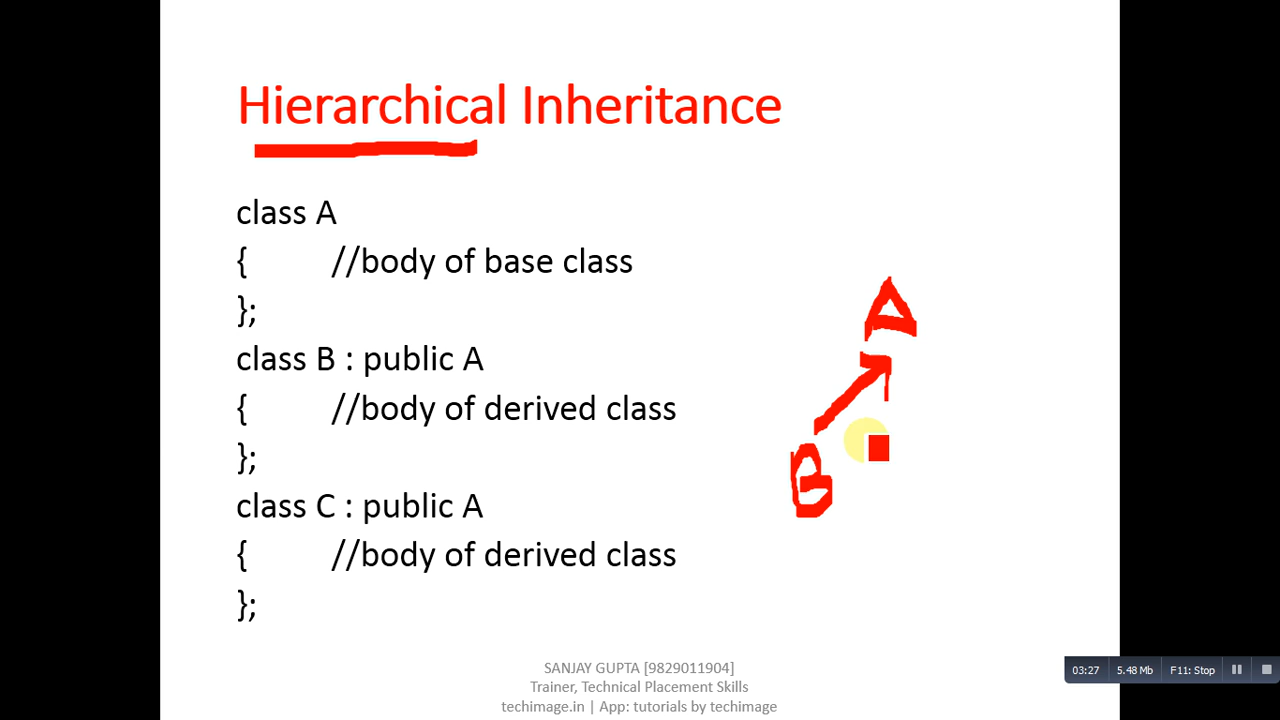 Hierarchical Inheritance
class A
{ //body of base class
};
class B : public A
{ //body of derived class
};
class C : public A
{ //body of derived class
};
A
B
SANJAY GUPTA [9829011904]
Trainer, Technical Placement Skills
techimage.in | App: tutorials by techimage
03:27 5.48 Mb F11: Stop